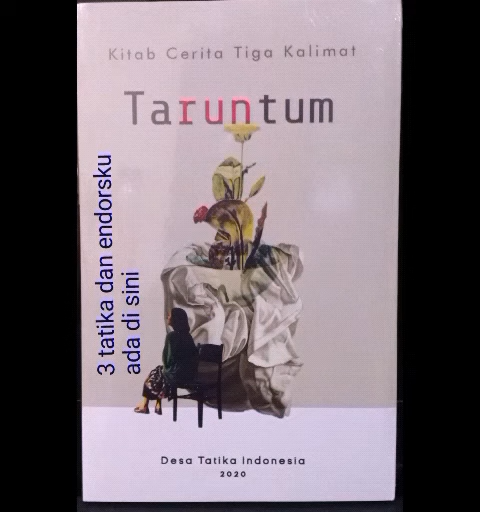 Kitab Cerita Tiga Kalimat
Taruntum
3 tatika dan endorsku
ada di sini
Desa Tatika Indonesia
2020